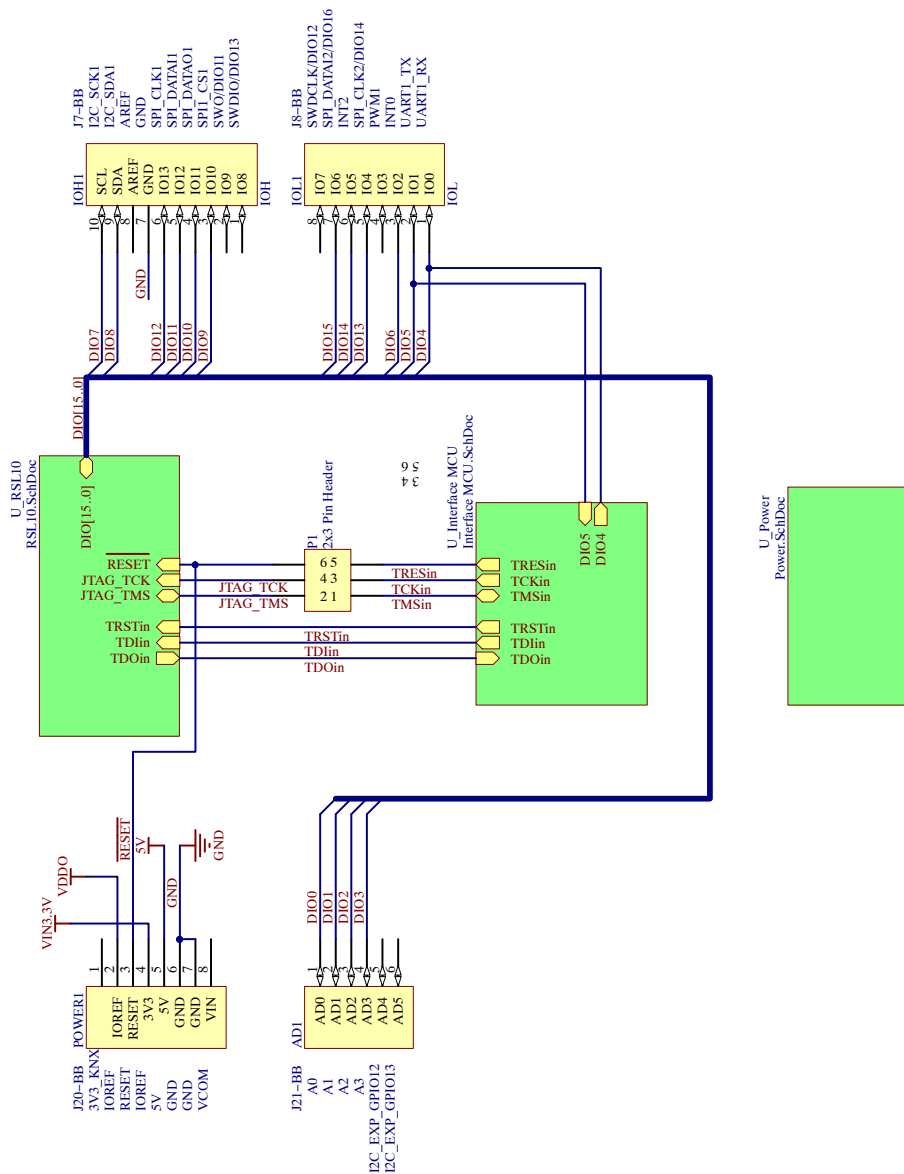 J7-BB
I2C_SCK1
I2C_SDA1
AREF
GND
SPI_CLK1
SPI_DATAI1
SPI_DATAO1
SPI1_CS1
SWO/DIO11
SWDIO/DIO13
IOH1
SCL
SDA
AREF
GND
IO13
IO12
IO11
IO10
IO9
IO8
IOH
10
9
8
7
6
5
4
3
2
1
GND
DIO7
DIO8
DIO12
DIO11
DIO10
DIO9
J8-BB
SWDCLK/DIO12
SPI_DATAI2/DIO16
INT2
SPI_CLK2/DIO14
PWM1
INT0
UART1_TX
UART1_RX
IOL1
IO7
IO6
IO5
IO4
IO3
IO2
IO1
IO0
IOL
8
7
6
5
4
3
2
1
DIO15
DIO14
DIO13
DIO6
DIO5
DIO4
DIO[15..0]
U_RSL10
RSL10.SchDoc
DIO[15..0]
RESET
JTAG_TCK
JTAG_TMS
TRSTin
TDIin
TDOin
JTAG_TCK
JTAG_TMS
P1
2x3 Pin Header
6 5
4 3
2 1
3 4
5 6
TRESin
TCKin
TMSin
TRSTin
TDIin
TDOin
U_Interface MCU
Interface MCU.SchDoc
DIO5
DIO4
TRESin
TCKin
TMSin
TRSTin
TDIin
TDOin
U_Power
Power.SchDoc
VIN3.3V
VDDO
RESET
5V
GND
GND
POWER1
1
2
3
4
5
6
7
8
IOREF
RESET
3V3
5V
GND
GND
VIN
J20-BB
3V3_KNX
IOREF
RESET
IOREF
5V
GND
GND
VCOM
DIO0
DIO1
DIO2
DIO3
1
2
3
4
5
6
AD1
AD0
AD1
AD2
AD3
AD4
AD5
J21-BB
A0
A1
A2
A3
I2C_EXP_GPIO12
I2C_EXP_GPIO13